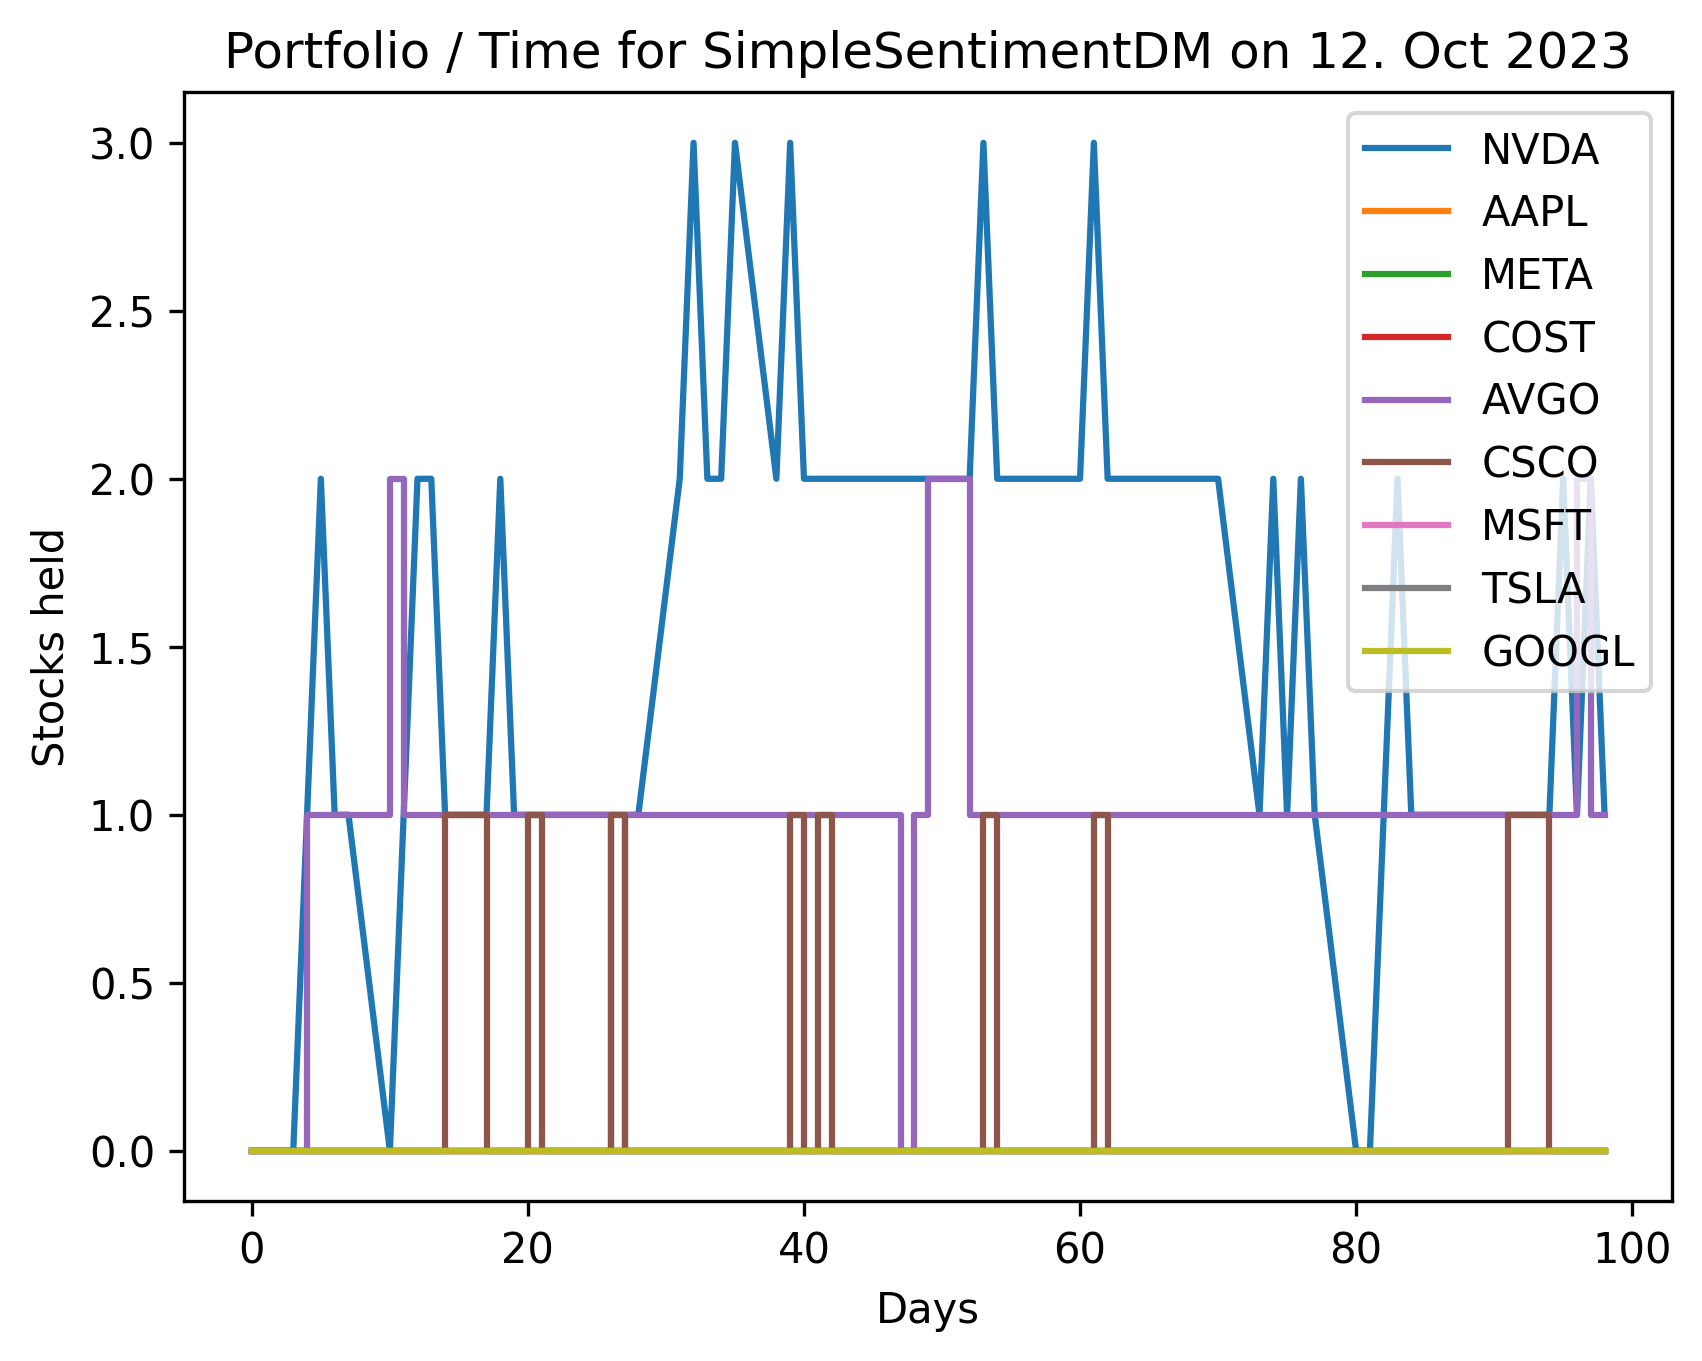 Portfolio / Time for SimpleSentimentDM on 12. Oct 2023
3.0
2.5
2.0
1.5
1.0
0.5
0.0
Stocks held
NVDA
AAPL
META
COST
AVGO
CSCO
MSFT
TSLA
GOOGL
0
20
40
60
80
100
Days